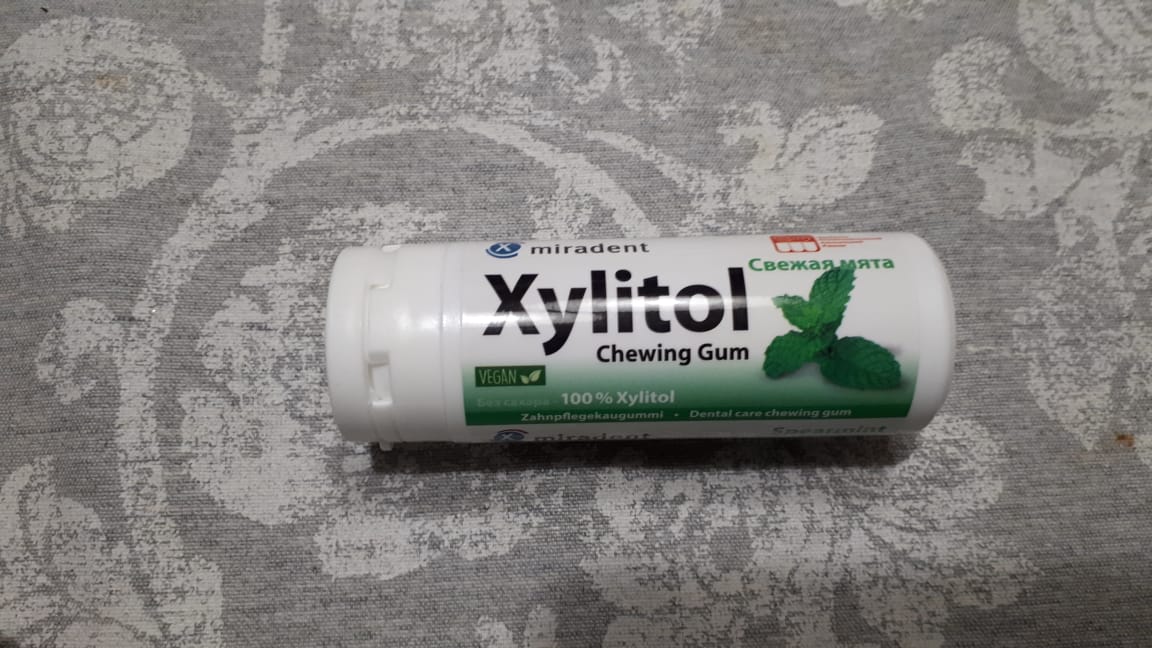 miradent
Свежая мята
Xylitol
Chewing Gum
VEGAN
Без сахара - 100 % Xylitol
Zahnpflegekaugummi • Dental care chewing gum
miradent
Spearmint